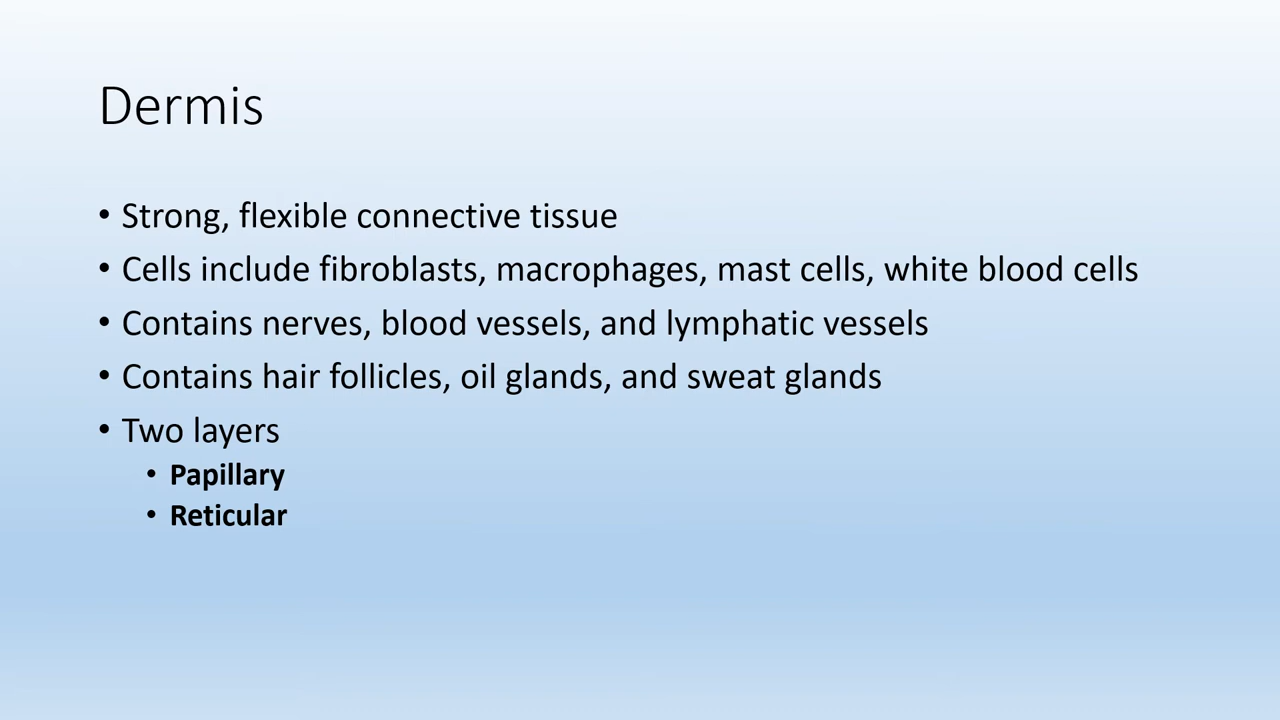 Dermis
• Strong, flexible connective tissue
• Cells include fibroblasts, macrophages, mast cells, white blood cells
• Contains nerves, blood vessels, and lymphatic vessels
• Contains hair follicles, oil glands, and sweat glands
• Two layers
• Papillary
• Reticular